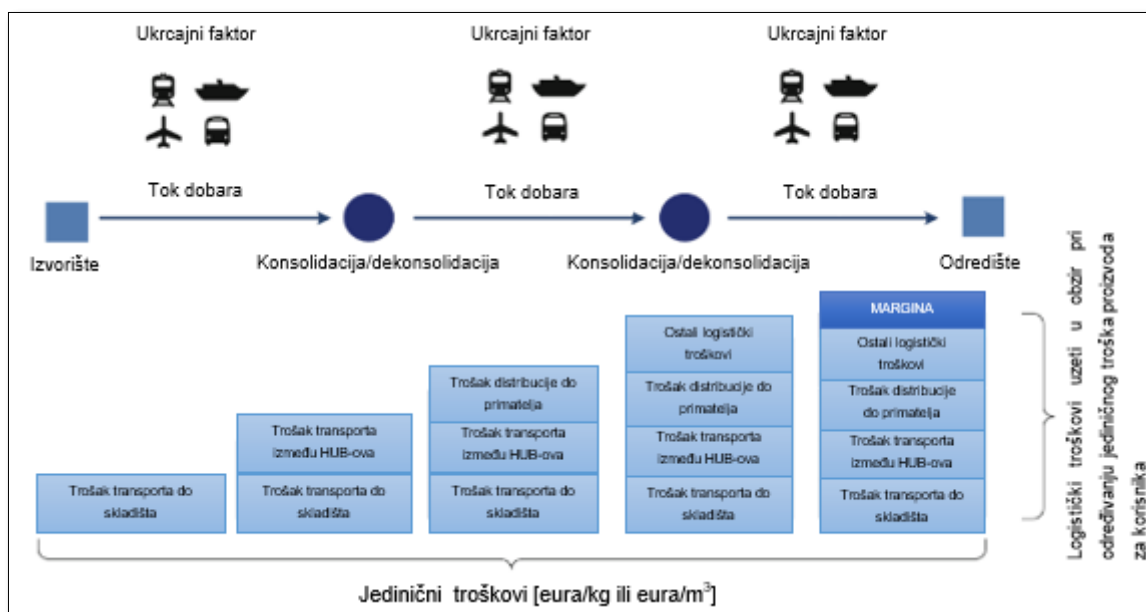 Ukrcajni faktor
Ukrcajni faktor
Ukrcajni faktor
Tok dobara
Tok dobara
Tok dobara
Izvorište
Konsolidacija/dekonsolidacija
Konsolidacija/dekonsolidacija
Odredište
Trošak transporta do
skladišta
Trošak transporta
između HUB-ova
Trošak transporta do
skladišta
Trošak distribucije do
primatelja
Trošak transporta
između HUB-ova
Trošak transporta do
skladišta
Ostali logistički
troškovi
Trošak distribucije
do primatelja
Trošak transporta
između HUB-ova
Trošak transporta do
skladišta
MARGINA
Ostali logistički
troškovi
Trošak distribucije
do primatelja
Trošak transporta
između HUB-ova
Trošak transporta do
skladišta
Logistički troškovi uzeti u obzir pri
određivanju jediničnog troška proizvoda
za korisnika
Jedinični troškovi [eura/kg ili eura/m³]